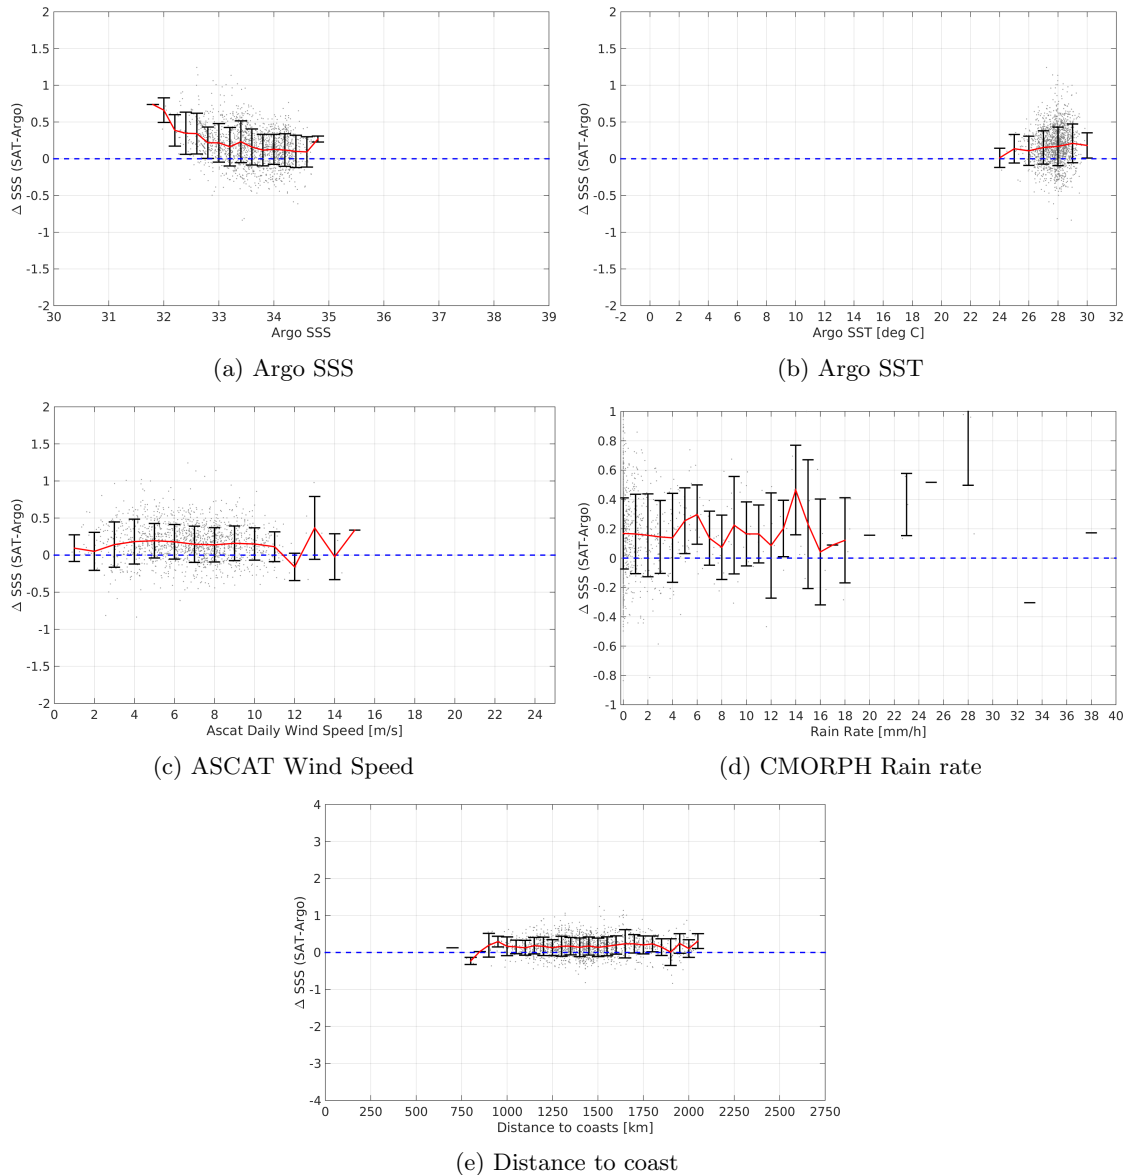 2
1.5
1
0.5
0
-0.5
-1
-1.5
-2
Δ SSS (SAT-Argo)
30 31 32 33 34 35 36 37 38 39
Argo SSS
(a) Argo SSS
2
1.5
1
0.5
0
-0.5
-1
-1.5
-2
Δ SSS (SAT-Argo)
-2 0 2 4 6 8 10 12 14 16 18 20 22 24 26 28 30 32
Argo SST [deg C]
(b) Argo SST
2
1.5
1
0.5
0
-0.5
-1
-1.5
-2
Δ SSS (SAT-Argo)
0 2 4 6 8 10 12 14 16 18 20 22 24
Ascat Daily Wind Speed [m/s]
(c) ASCAT Wind Speed
1
0.8
0.6
0.4
0.2
0
-0.2
-0.4
-0.6
-0.8
-1
Δ SSS (SAT-Argo)
0 2 4 6 8 10 12 14 16 18 20 22 24 26 28 30 32 34 36 38 40
Rain Rate [mm/h]
(d) CMORPH Rain rate
4
3
2
1
0
-1
-2
-3
-4
Δ SSS (SAT-Argo)
0 250 500 750 1000 1250 1500 1750 2000 2250 2500 2750
Distance to coasts [km]
(e) Distance to coast